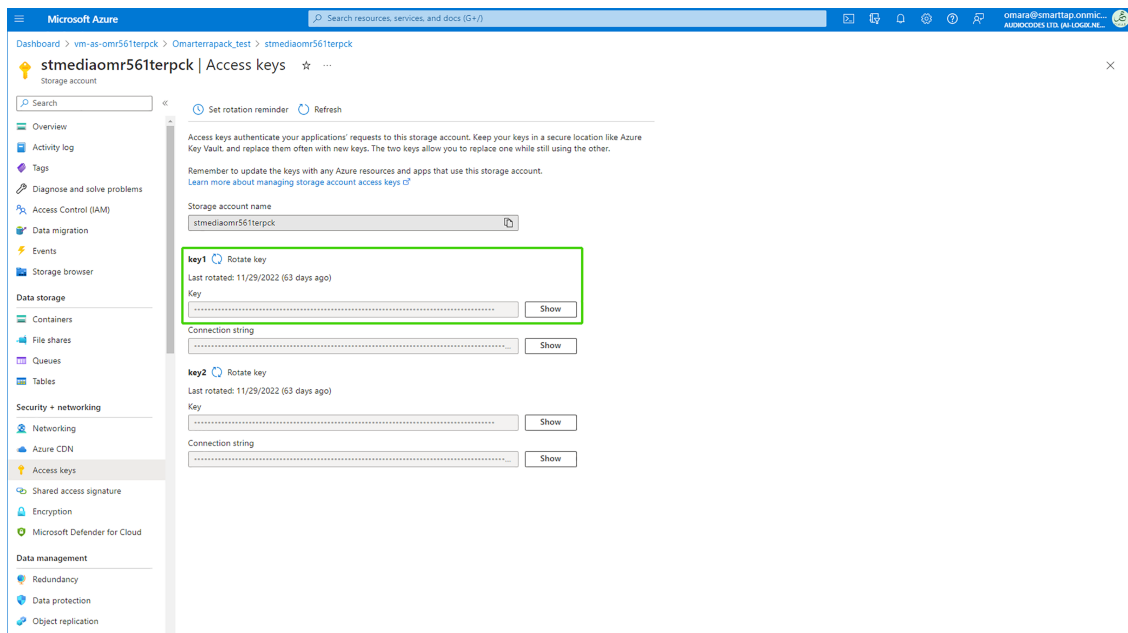 Microsoft Azure
Search resources, services, and docs (G+/)
omara@smarttap.onmic...
AUDIOCODES LTD. (AI-LOGIX.NE...
Dashboard > vm-as-omr561terpck > Omarterrapack_test > stmediaomr561terpck
stmediaomr561terpck | Access keys
Storage account
Search
Overview
Activity log
Tags
Diagnose and solve problems
Access Control (IAM)
Data migration
Events
Storage browser
Data storage
Containers
File shares
Queues
Tables
Security + networking
Networking
Azure CDN
Access keys
Shared access signature
Encryption
Microsoft Defender for Cloud
Data management
Redundancy
Data protection
Object replication
Set rotation reminder Refresh
Access keys authenticate your applications' requests to this storage account. Keep your keys in a secure location like Azure
Key Vault, and replace them often with new keys. The two keys allow you to replace one while still using the other.
Remember to update the keys with any Azure resources and apps that use this storage account.
Learn more about managing storage account access keys
Storage account name
stmediaomr561terpck
key1 Rotate key
Last rotated: 11/29/2022 (63 days ago)
Key
Show
Connection string
Show
key2 Rotate key
Last rotated: 11/29/2022 (63 days ago)
Key
Show
Connection string
Show